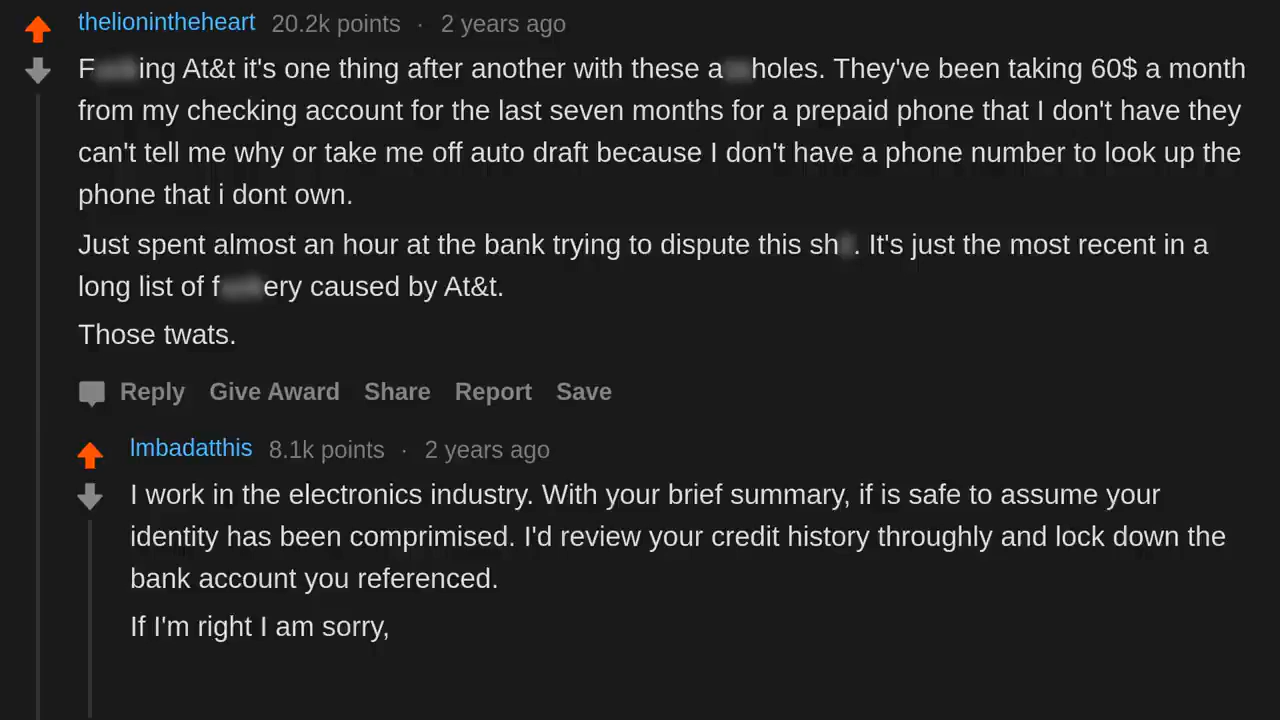 thelionintheheart 20.2k points · 2 years ago
F ing At&t it's one thing after another with these a holes. They've been taking 60$ a month
from my checking account for the last seven months for a prepaid phone that I don't have they
can't tell me why or take me off auto draft because I don't have a phone number to look up the
phone that i dont own.
Just spent almost an hour at the bank trying to dispute this sh . It's just the most recent in a
long list of f ery caused by At&t.
Those twats.
Reply Give Award Share Report Save
lmbadatthis 8.1k points · 2 years ago
I work in the electronics industry. With your brief summary, if is safe to assume your
identity has been comprimised. I'd review your credit history throughly and lock down the
bank account you referenced.
If I'm right I am sorry,